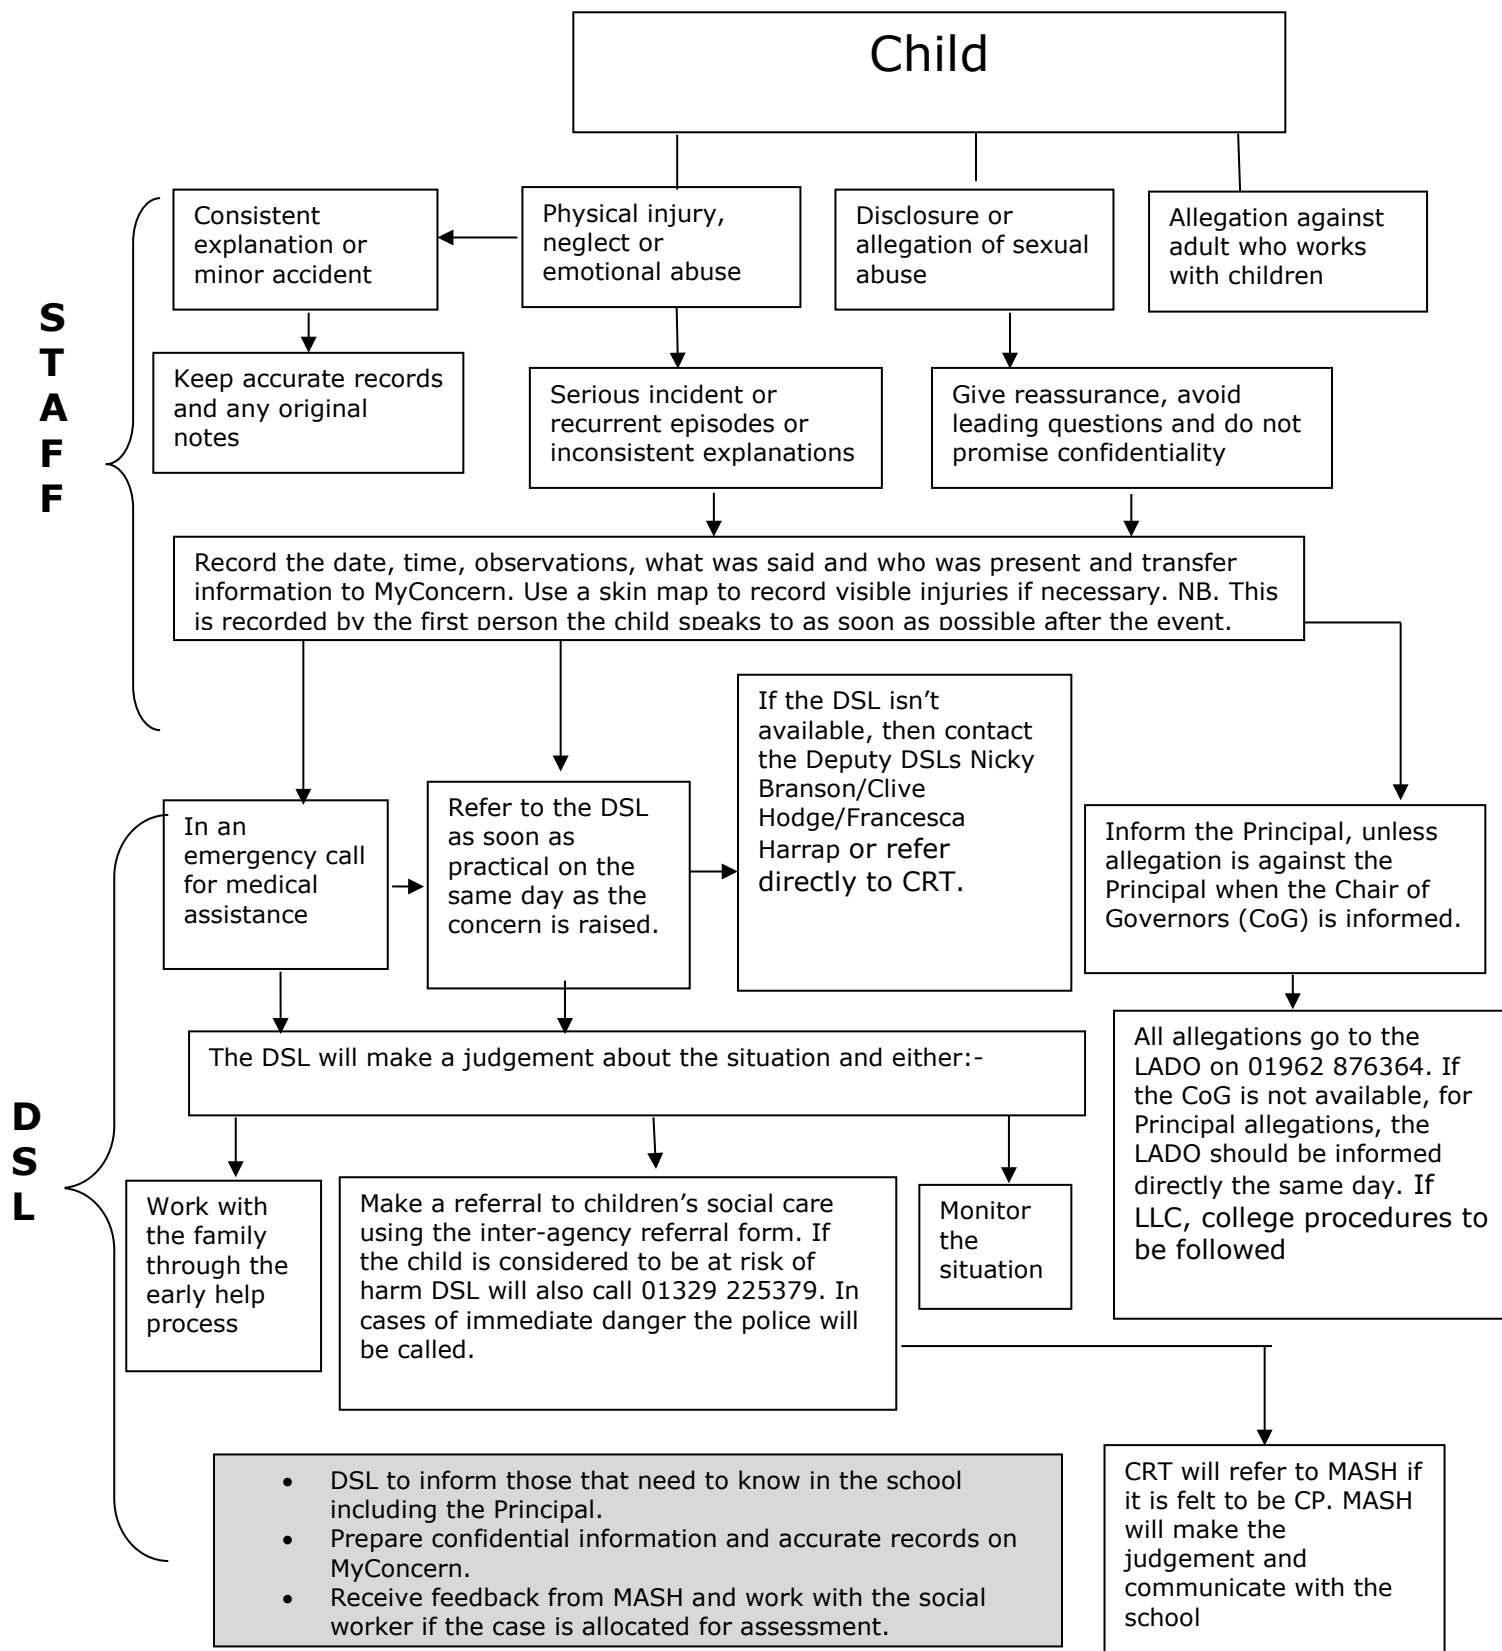 Child
Consistent
explanation or
minor accident
Physical injury,
neglect or
emotional abuse
Disclosure or
allegation of sexual
abuse
Allegation against
adult who works
with children
S
T
A
F
F
Keep accurate records
and any original
notes
Serious incident or
recurrent episodes or
inconsistent explanations
Give reassurance, avoid
leading questions and do not
promise confidentiality
Record the date, time, observations, what was said and who was present and transfer
information to MyConcern. Use a skin map to record visible injuries if necessary. NB. This
is recorded by the first person the child speaks to as soon as possible after the event.
In an
emergency call
for medical
assistance
Refer to the DSL
as soon as
practical on the
same day as the
concern is raised.
If the DSL isn't
available, then contact
the Deputy DSLs Nicky
Branson/Clive
Hodge/Francesca
Harrap or refer
directly to CRT.
Inform the Principal, unless
allegation is against the
Principal when the Chair of
Governors (CoG) is informed.
The DSL will make a judgement about the situation and either:-
All allegations go to the
LADO on 01962 876364. If
the CoG is not available, for
Principal allegations, the
LADO should be informed
directly the same day. If
LLC, college procedures to
be followed
D
S
L
Work with
the family
through the
early help
process
Make a referral to children's social care
using the inter-agency referral form. If
the child is considered to be at risk of
harm DSL will also call 01329 225379. In
cases of immediate danger the police will
be called.
Monitor
the
situation
• DSL to inform those that need to know in the school
including the Principal.
• Prepare confidential information and accurate records on
MyConcern.
• Receive feedback from MASH and work with the social
worker if the case is allocated for assessment.
CRT will refer to MASH if
it is felt to be CP. MASH
will make the
judgement and
communicate with the
school